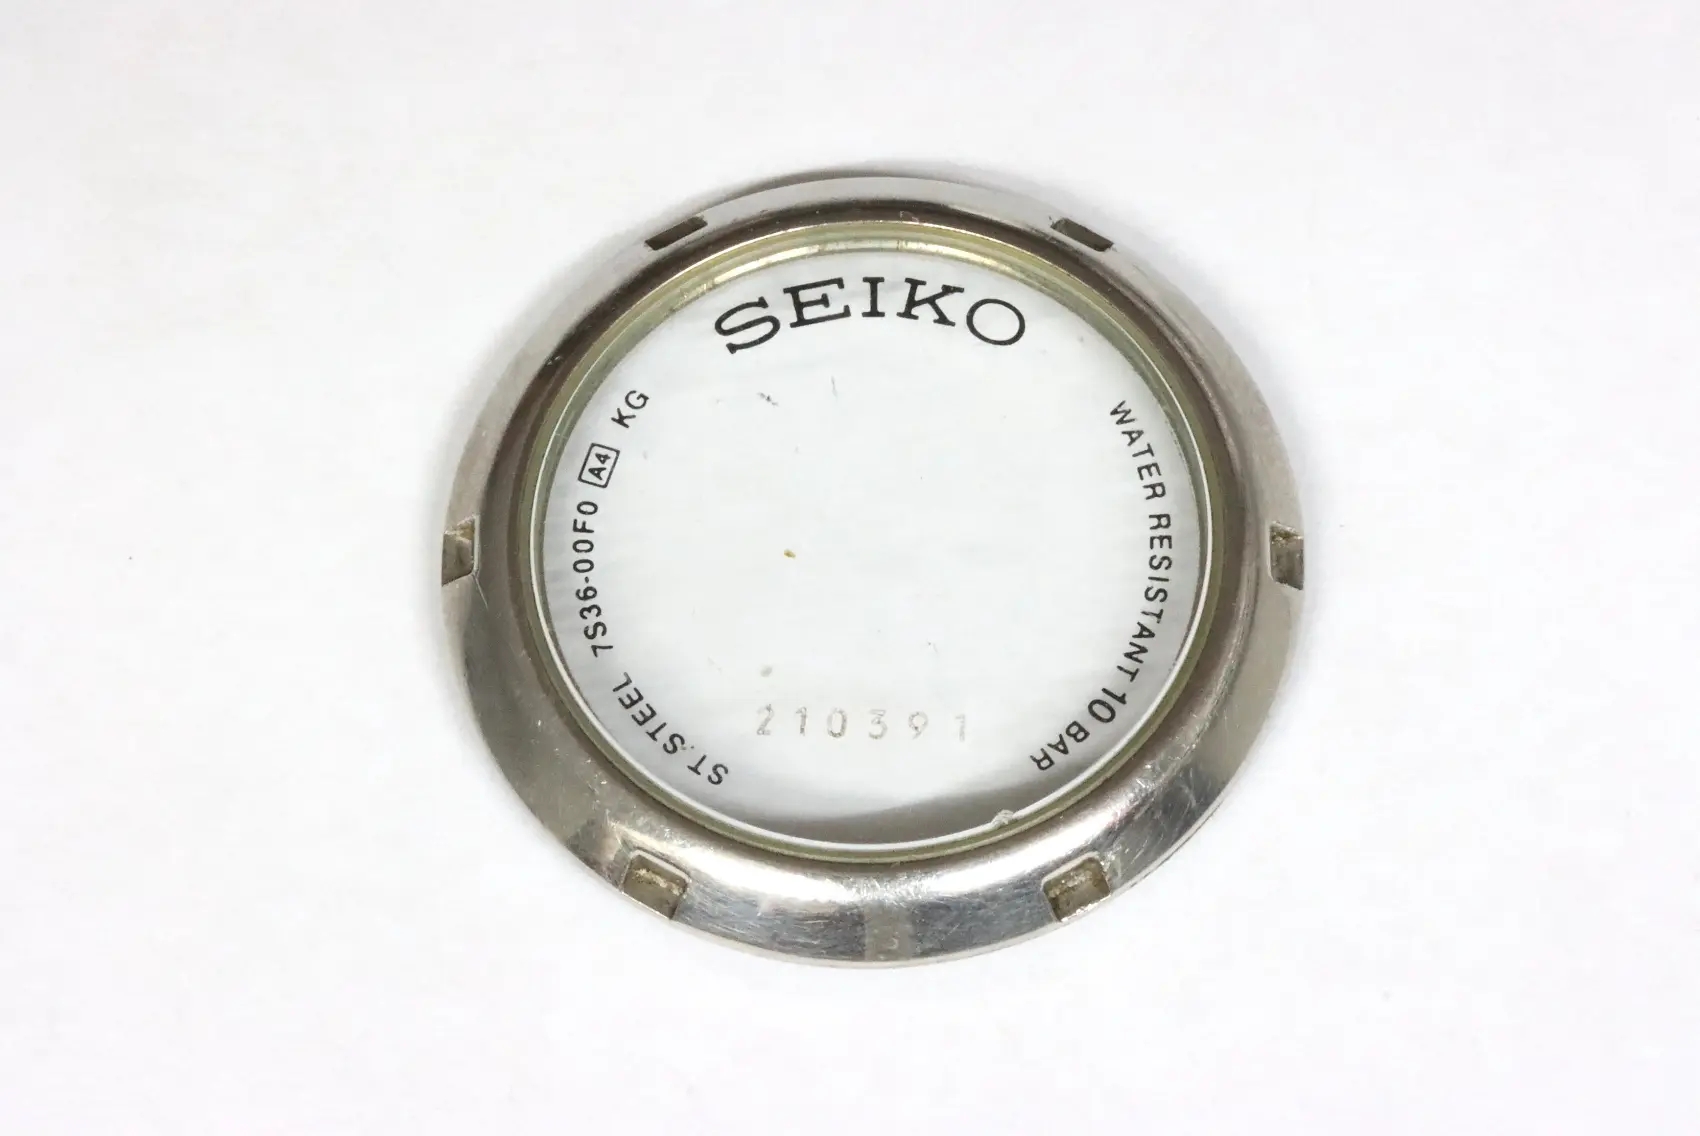 SEIKO
ST.STEEL 7S36-00F0 A4 KG
WATER RESISTANT 10 BAR
210391